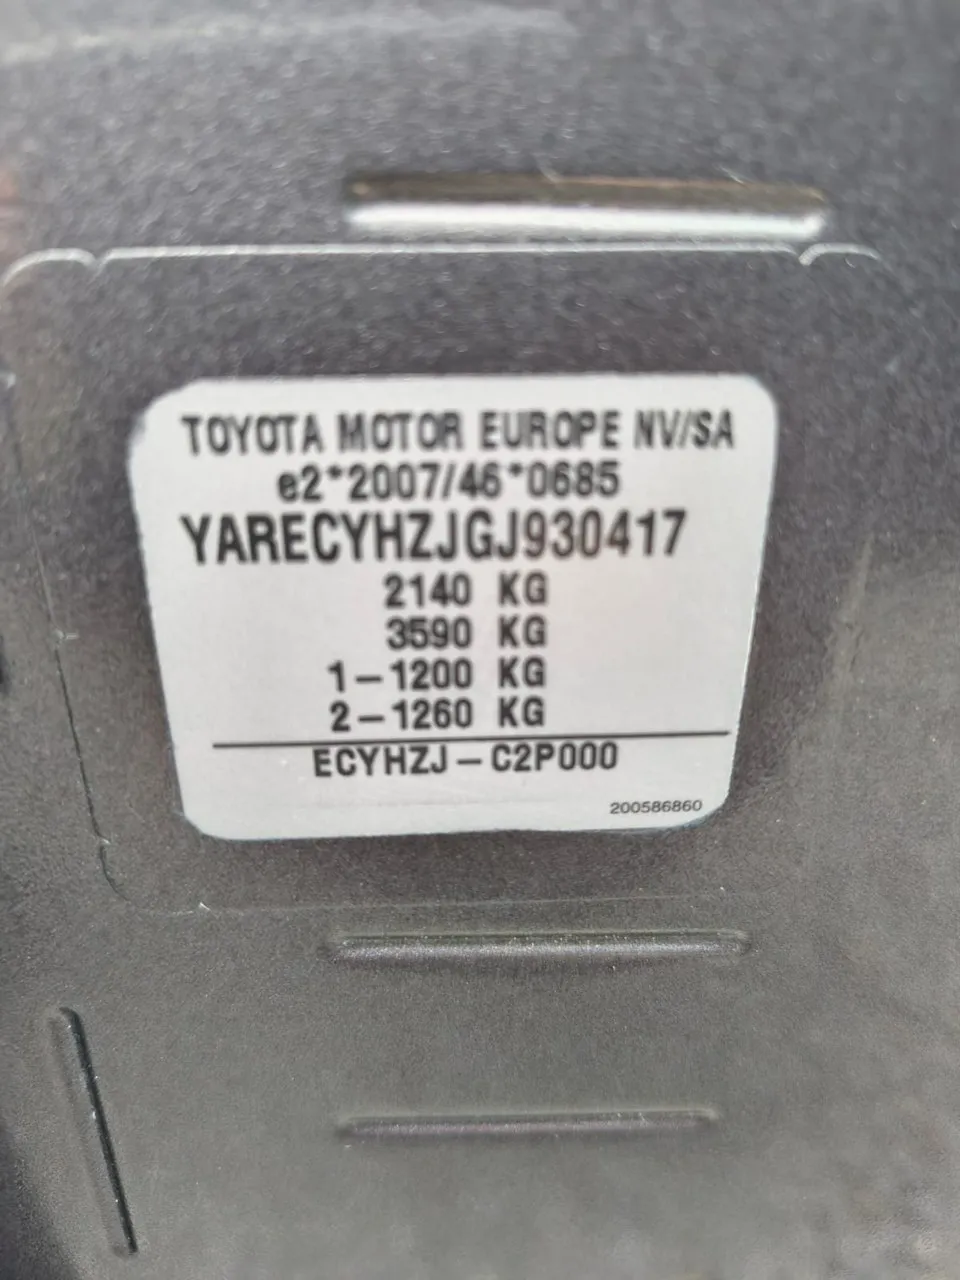 TOYOTA MOTOR EUROPE NV/SA
e2*2007/46*0685
YARECYHZJGJ930417
2140 KG
3590 KG
1-1200 KG
2-1260 KG
ECYHZJ-C2P000
200586860